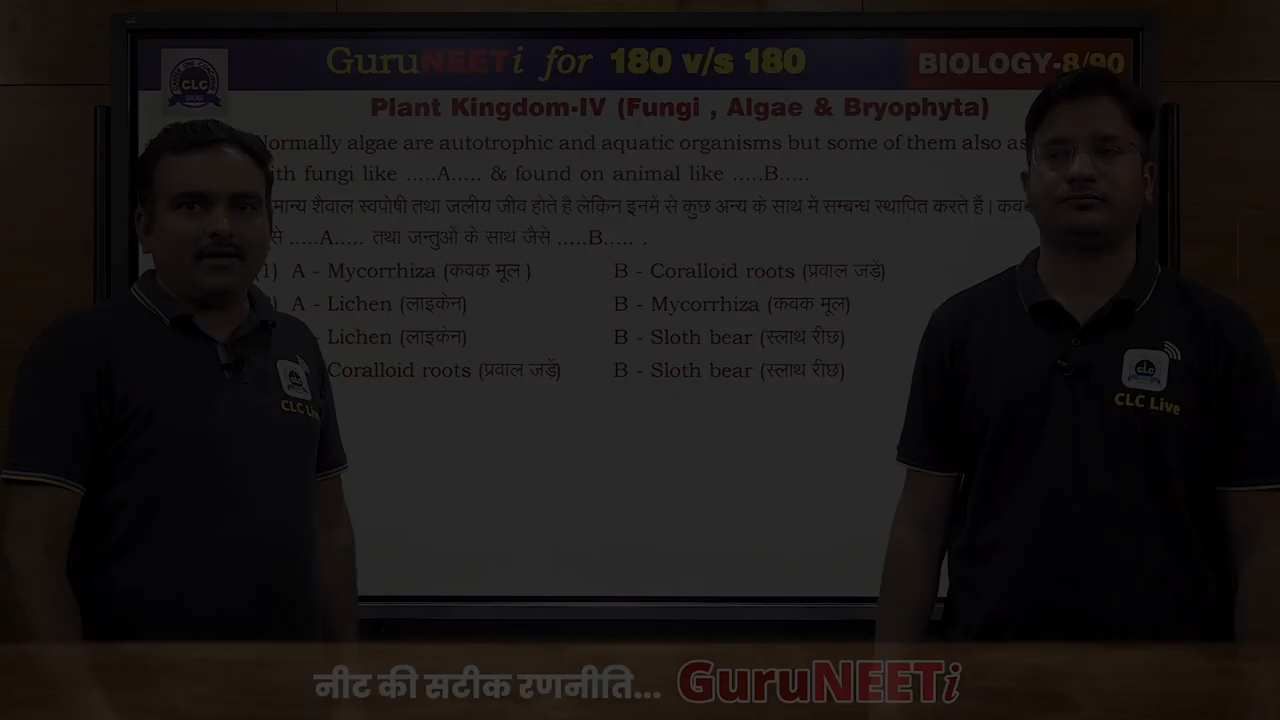 GuruNEETi for 180 v/s 180
BIOLOGY-8/90
CLC
Plant Kingdom-IV (Fungi , Algae & Bryophyta)
Normally algae are autotrophic and aquatic organisms but some of them also as
th fungi like .....A..... & found on animal like .....B.....
मान्य शैवाल स्वपोषी तथा जलीय जीव होते हैं लेकिन इनमें से कुछ अन्य के साथ में सम्बन्ध स्थापित करते हैं । कव
से .....A..... तथा जन्तुओं के साथ जैसे .....B..... .
1) A - Mycorrhiza (कवक मूल ) B - Coralloid roots (प्रवाल जड़ें)
) A - Lichen (लाइकेन) B - Mycorrhiza (कवक मूल)
- Lichen (लाइकेन) B - Sloth bear (स्लाथ रीछ)
Coralloid roots (प्रवाल जड़ें) B - Sloth bear (स्लाथ रीछ)
CLC
CLC Live
CLC
CLC Live
नीट की सटीक रणनीति... GuruNEETi